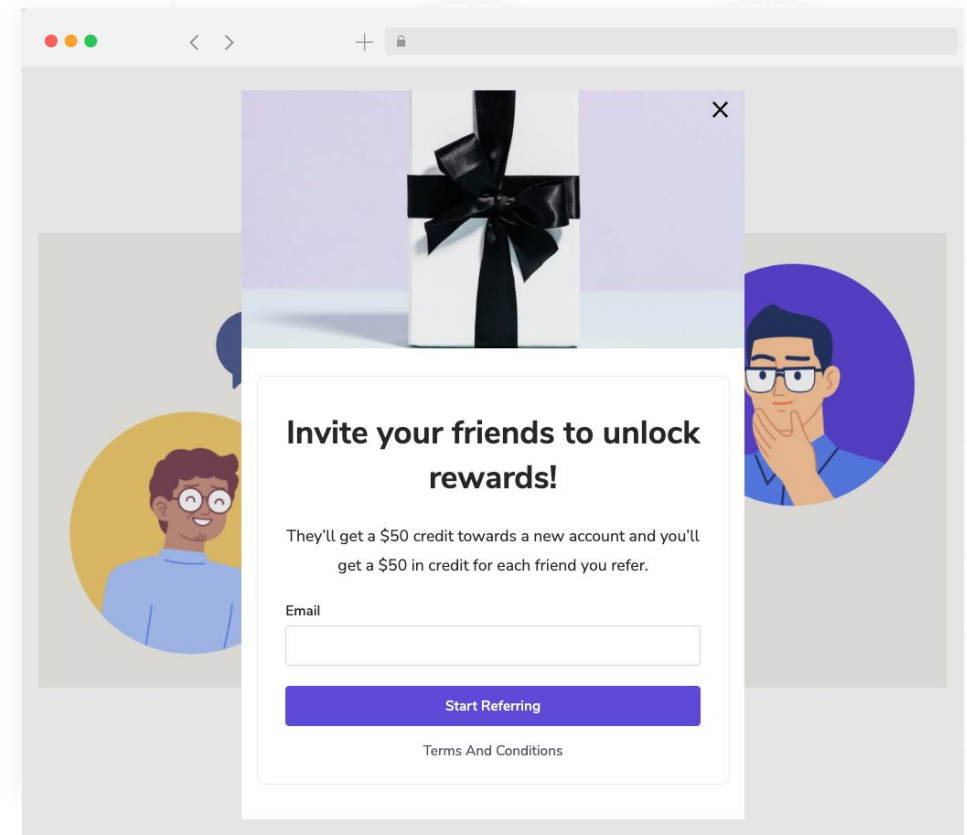 Invite your friends to unlock
rewards!
They'll get a $50 credit towards a new account and you'll
get a $50 in credit for each friend you refer.
Email
Start Referring
Terms And Conditions